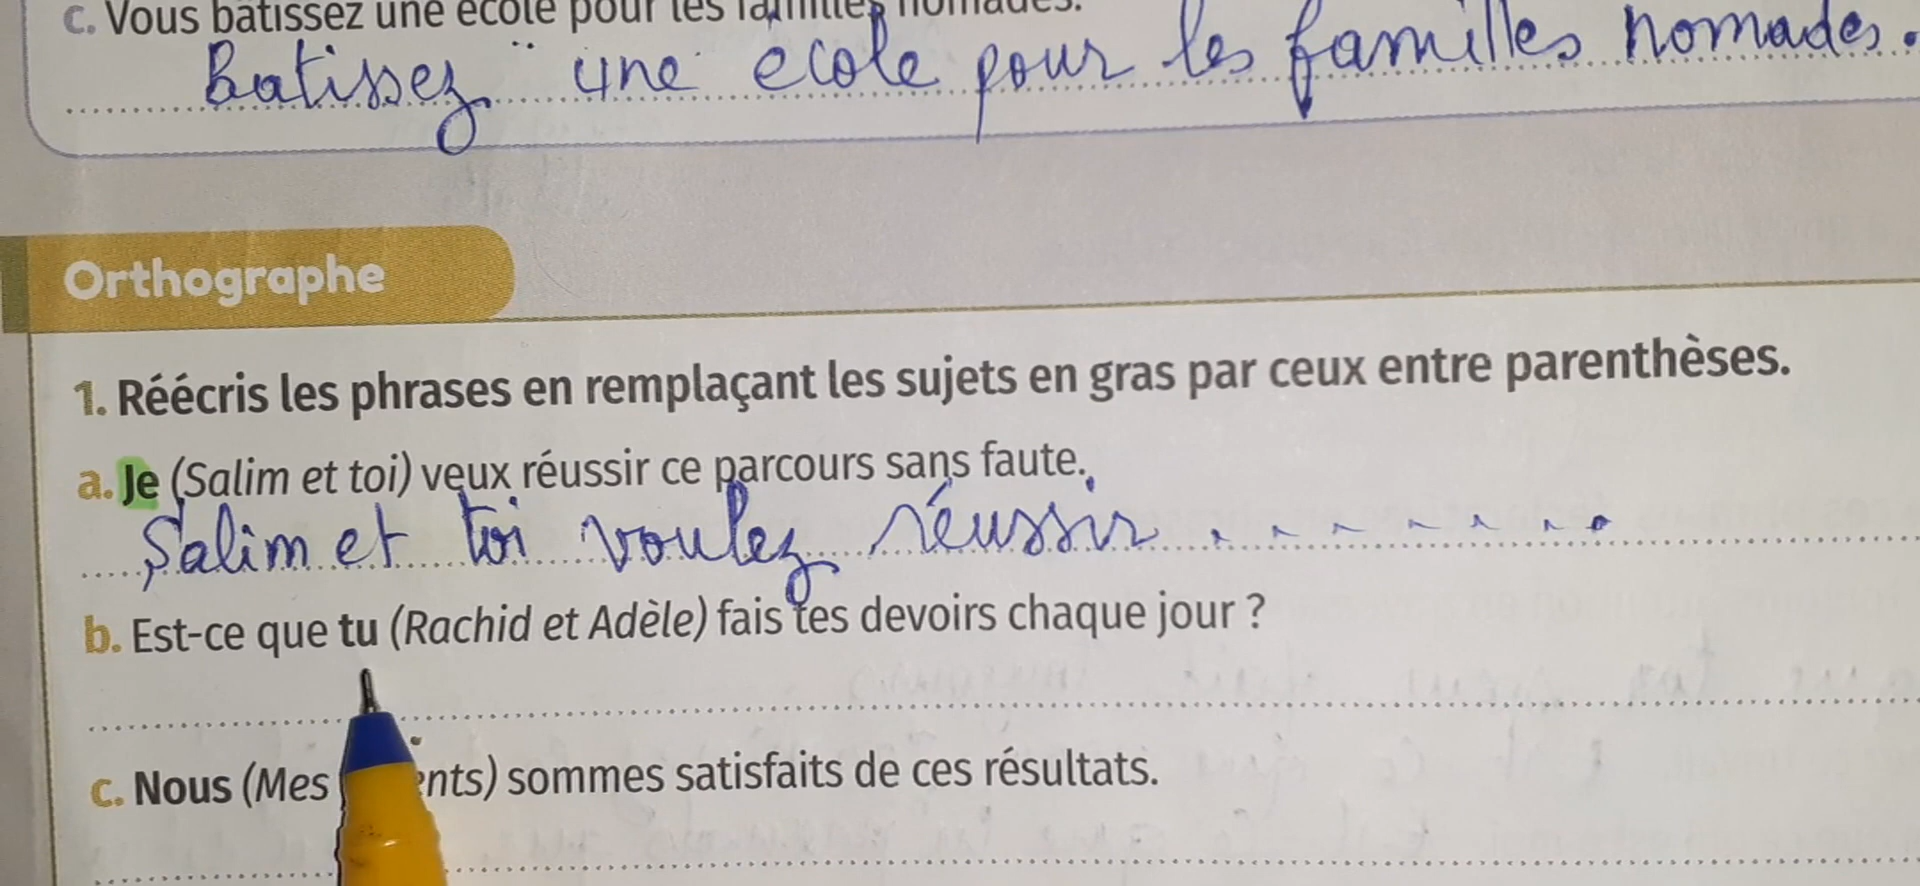 c. Vous bâtissez une école pour les familles nomades.
Batissez une école pour les familles nomades.
Orthographe
1. Réécris les phrases en remplaçant les sujets en gras par ceux entre parenthèses.
a. Je (Salim et toi) veux réussir ce parcours sans faute.
Salim et toi voulez réussir . - - - - - - .
b. Est-ce que tu (Rachid et Adèle) fais tes devoirs chaque jour ?
c. Nous (Mes ents) sommes satisfaits de ces résultats.